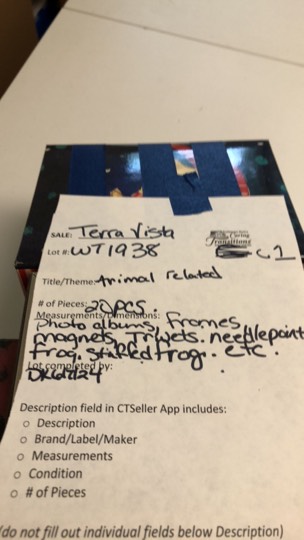 SALE: Terra Vista
Caring Transitions
Lot #: WT1938 C1
Title/Theme: Animal related
# of Pieces: 20 PCS.
Measurements/Dimensions:
photo albums, frames,
magnets, Trivets. needlepoint
frog. stuffed frog. etc.
Lot completed by:
Description field in CTSeller App includes:
○ Description
○ Brand/Label/Maker
○ Measurements
○ Condition
○ # of Pieces
(do not fill out individual fields below Description)